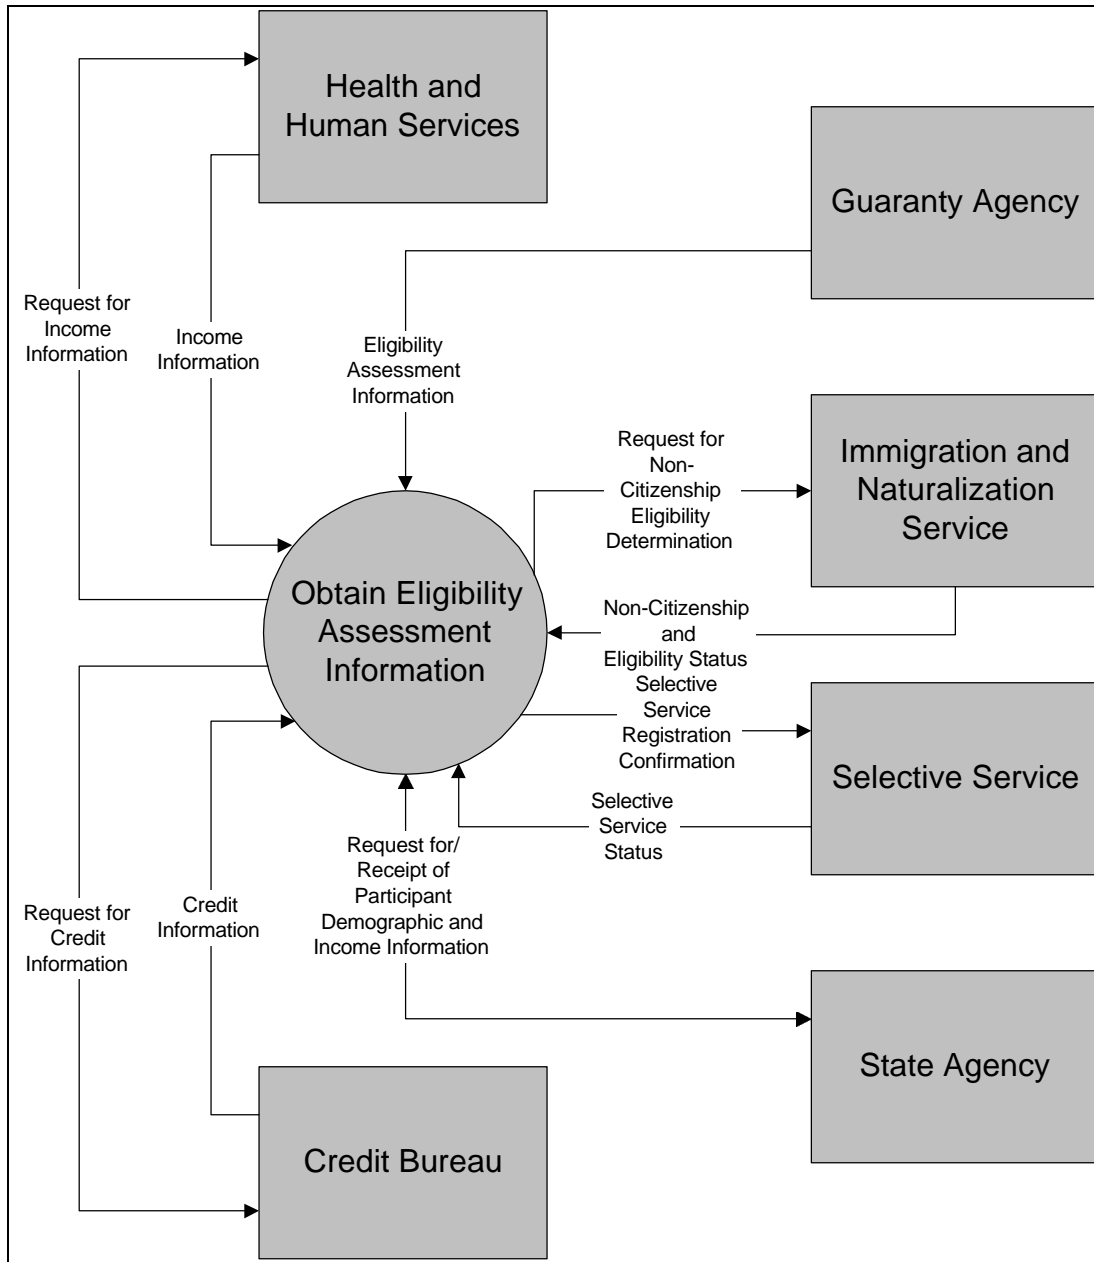 Health and
Human Services
Guaranty Agency
Request for
Income
Information
Income
Information
Eligibility
Assessment
Information
Request for
Non-
Citizenship
Eligibility
Determination
Immigration and
Naturalization
Service
Obtain Eligibility
Assessment
Information
Non-Citizenship
and
Eligibility Status
Selective
Service
Registration
Confirmation
Selective Service
Selective
Service
Status
Request for/
Receipt of
Participant
Demographic and
Income Information
Request for
Credit
Information
Credit
Information
State Agency
Credit Bureau